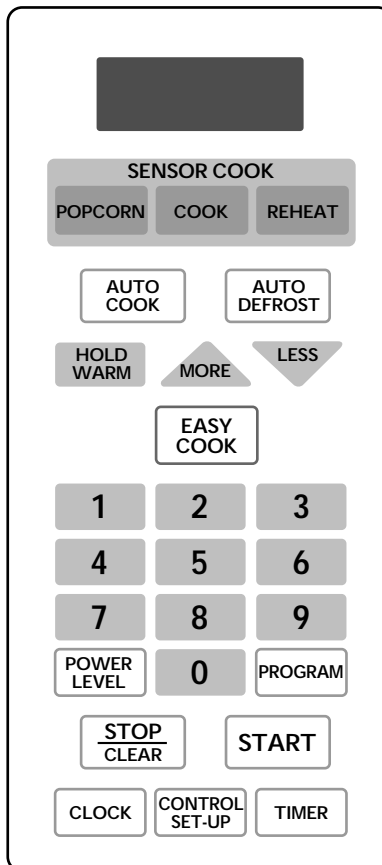 SENSOR COOK
POPCORN COOK REHEAT
AUTO
COOK
AUTO
DEFROST
HOLD
WARM
MORE
LESS
EASY
COOK
1 2 3
4 5 6
7 8 9
POWER
LEVEL
0
PROGRAM
STOP
CLEAR
START
CLOCK
CONTROL
SET-UP
TIMER